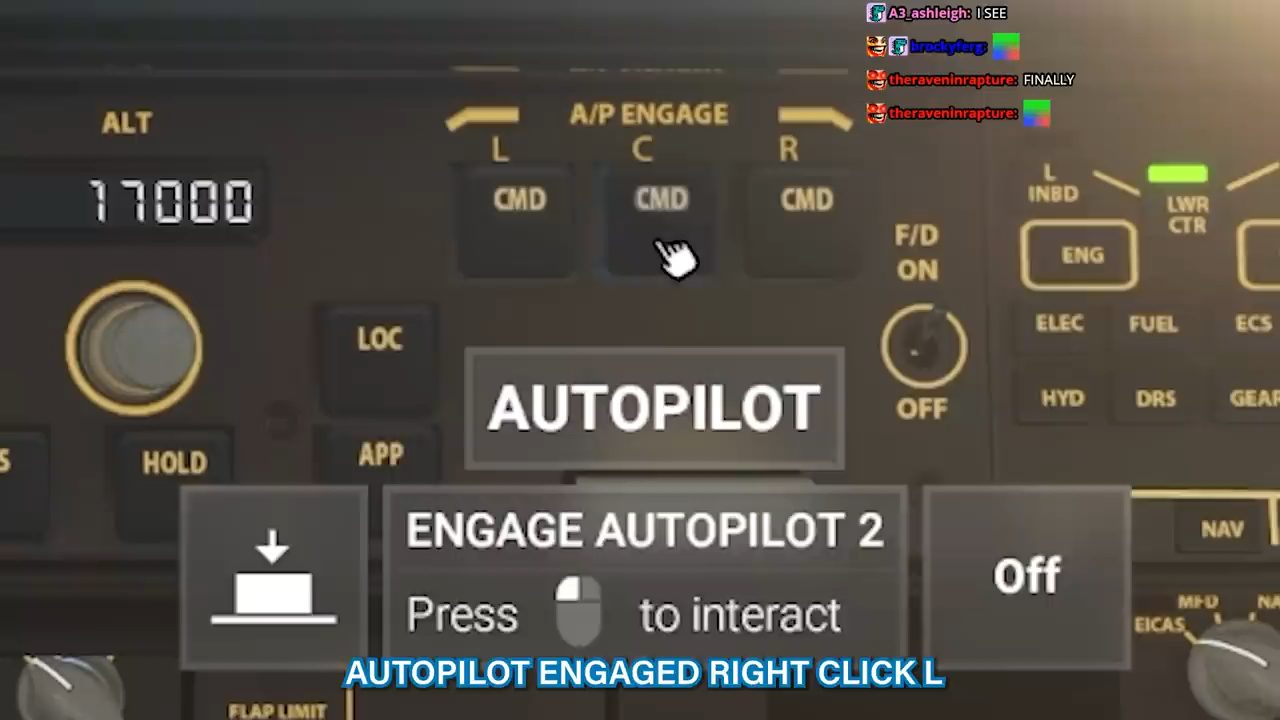 A3_ashleigh: I SEE
brockyferg:
theraveninrapture: FINALLY
theraveninrapture:
ALT
A/P ENGAGE
L C R
17000
CMD CMD CMD
L
INBD
LWR
CTR
F/D
ON
ENG
LOC
ELEC FUEL ECS
OFF
HYD DRS GEAR
AUTOPILOT
S
HOLD
APP
ENGAGE AUTOPILOT 2
Press to interact
Off
NAV
MFD
NA
EICAS
AUTOPILOT ENGAGED RIGHT CLICK L
FLAP LIMIT